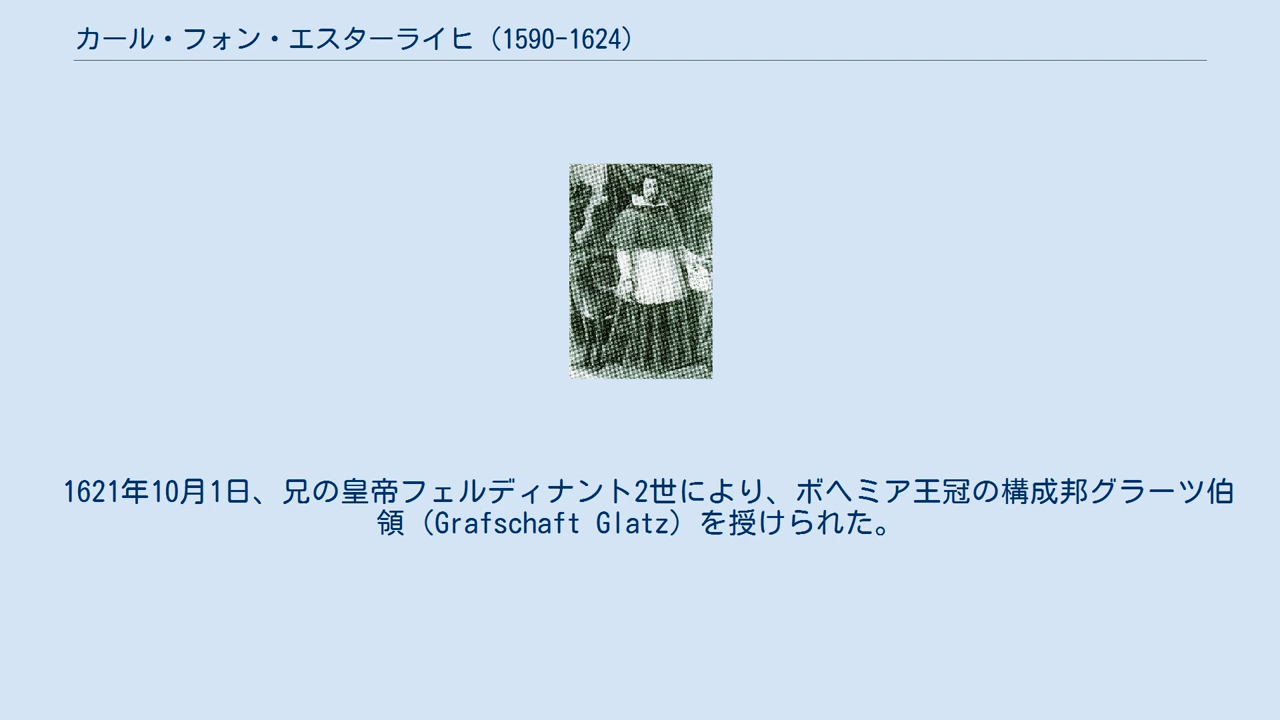 カール・フォン・エスターライヒ（1590-1624）
1621年10月1日、兄の皇帝フェルディナント2世により、ボヘミア王冠の構成邦グラーツ伯
領（Grafschaft Glatz）を授けられた。